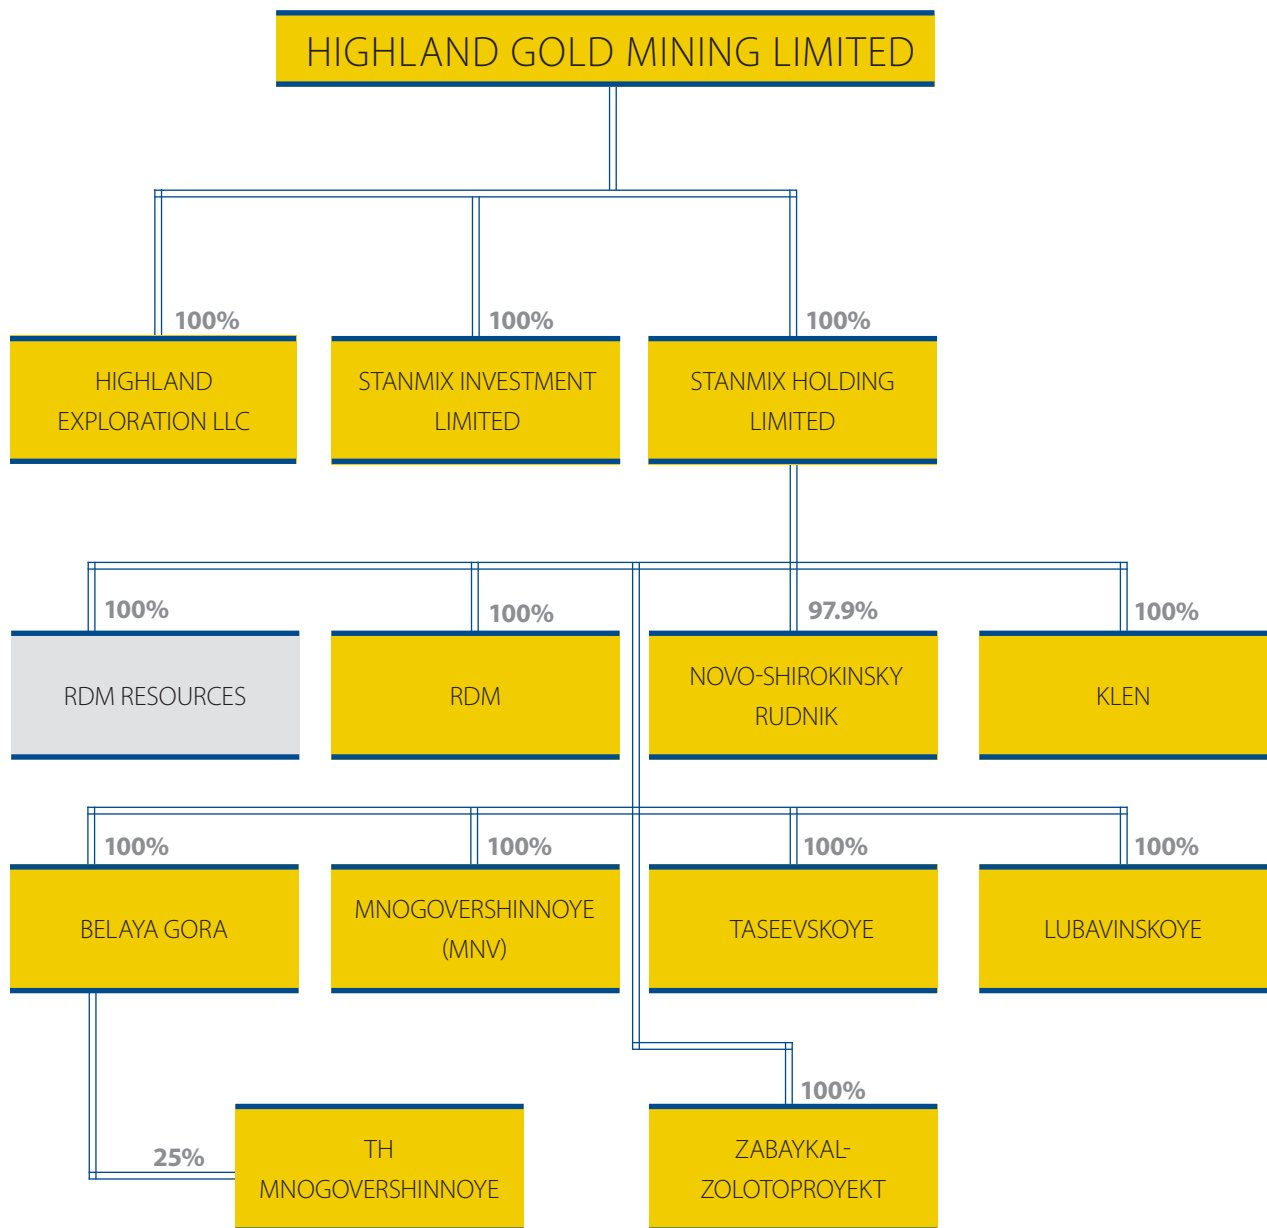 HIGHLAND GOLD MINING LIMITED
100%
100%
100%
HIGHLAND
EXPLORATION LLC
STANMIX INVESTMENT
LIMITED
STANMIX HOLDING
LIMITED
100%
100%
97.9%
100%
RDM RESOURCES
RDM
NOVO-SHIROKINSKY
RUDNIK
KLEN
100%
100%
100%
100%
BELAYA GORA
MNOGOVERSHINNOYE
(MNV)
TASEEVSKOYE
LUBAVINSKOYE
25%
100%
TH
MNOGOVERSHINNOYE
ZABAYKAL-
ZOLOTOPROYEKT